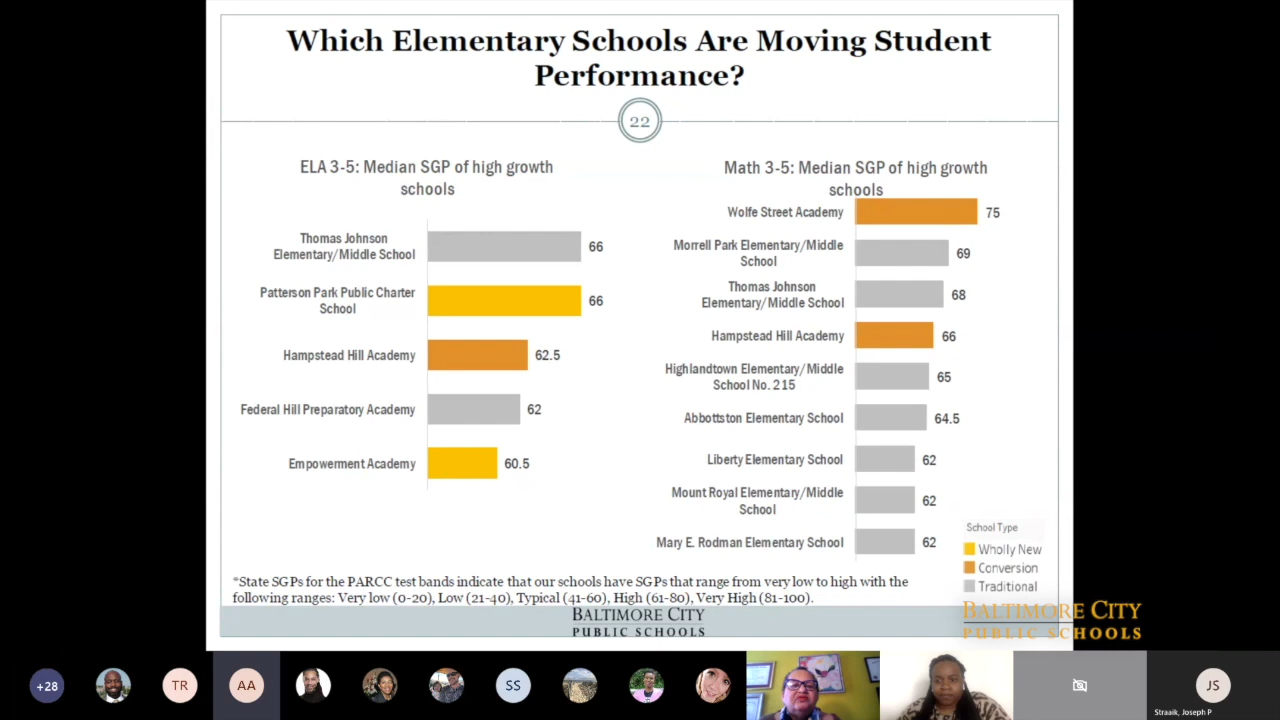 Which Elementary Schools Are Moving Student
Performance?
22
ELA 3-5: Median SGP of high growth
schools
Thomas Johnson
Elementary/Middle School
66
Patterson Park Public Charter
School
66
Hampstead Hill Academy
62.5
Federal Hill Preparatory Academy
62
Empowerment Academy
60.5
Math 3-5: Median SGP of high growth
schools
Wolfe Street Academy
75
Morrell Park Elementary/Middle
School
69
Thomas Johnson
Elementary/Middle School
68
Hampstead Hill Academy
66
Highlandtown Elementary/Middle
School No. 215
65
Abbottston Elementary School
64.5
Liberty Elementary School
62
Mount Royal Elementary/Middle
School
62
Mary E. Rodman Elementary School
62
School Type
Wholly New
Conversion
Traditional
*State SGPs for the PARCC test bands indicate that our schools have SGPs that range from very low to high with the
following ranges: Very low (0-20), Low (21-40), Typical (41-60), High (61-80), Very High (81-100).
BALTIMORE CITY
PUBLIC SCHOOLS
BALTIMORE CITY
PUBLIC SCHOOLS
+28
TR
AA
SS
JS
Straaik, Joseph P